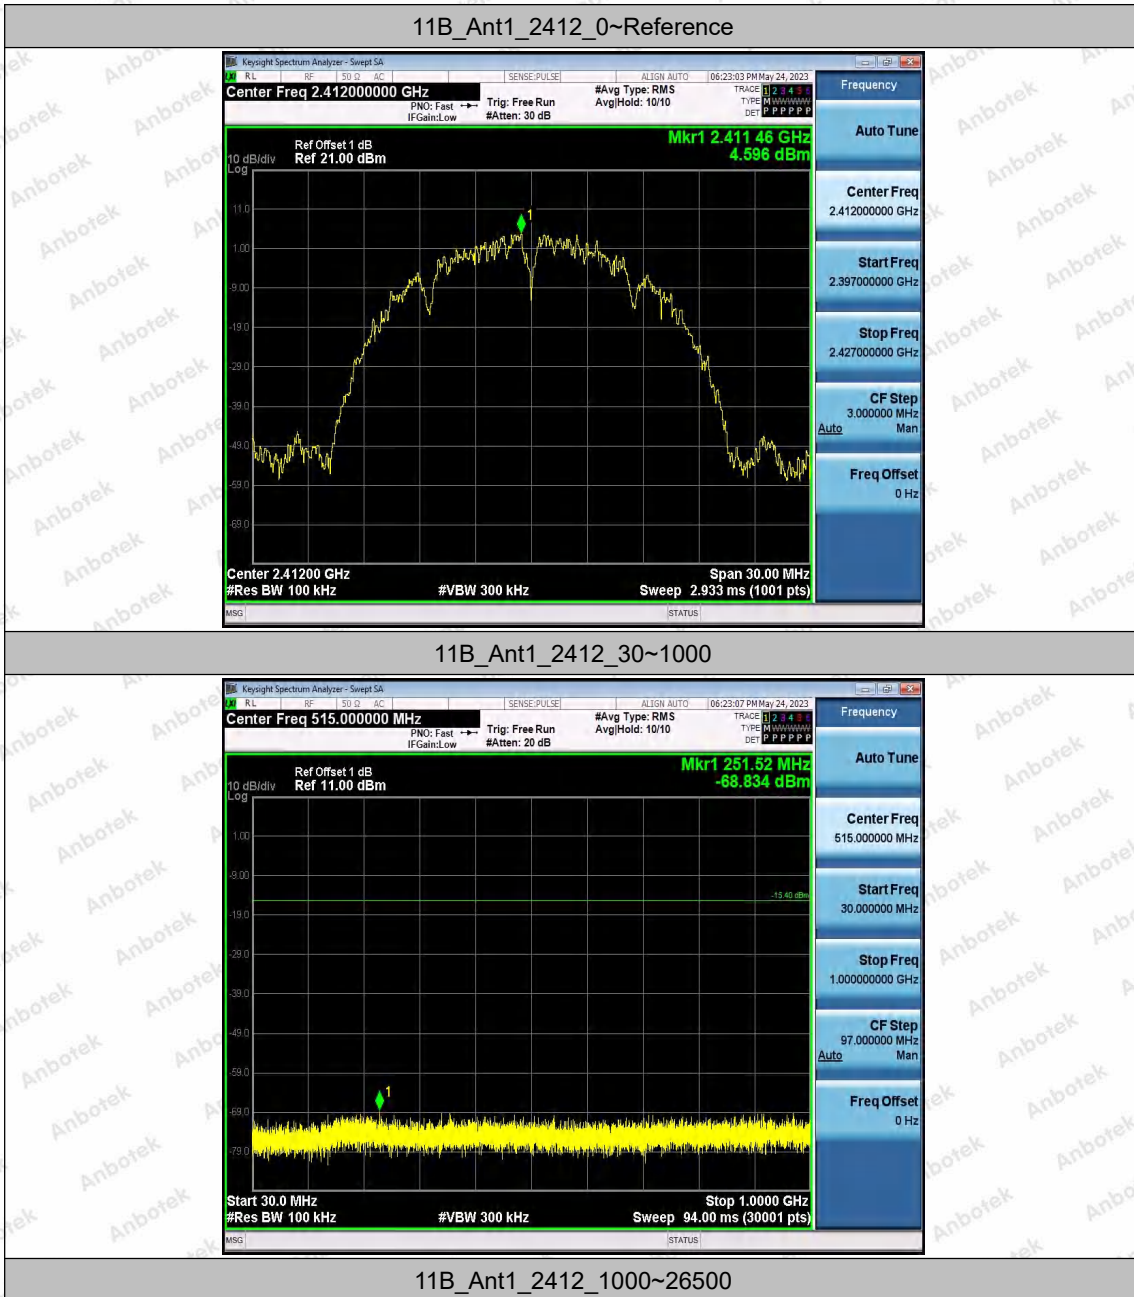 11B_Ant1_2412_0~Reference
Keysight Spectrum Analyzer - Swept SA
LXI RL RF 50 Ω AC SENSE:PULSE ALIGN AUTO 06:23:03 PM May 24, 2023
Center Freq 2.412000000 GHz
PNO: Fast
IFGain:Low
Trig: Free Run
#Atten: 30 dB
#Avg Type: RMS
Avg|Hold: 10/10
TRACE 1 2 3 4 5 6
TYPE M WWWWW
DET P P P P P P
Frequency
Mkr1 2.411 46 GHz
4.596 dBm
Ref Offset 1 dB
10 dB/div Ref 21.00 dBm
Log
11.0
1.00
-9.00
-19.0
-29.0
-39.0
-49.0
-59.0
-69.0
1
Center 2.41200 GHz Span 30.00 MHz
#Res BW 100 kHz #VBW 300 kHz Sweep 2.933 ms (1001 pts)
MSG STATUS
Auto Tune
Center Freq
2.412000000 GHz
Start Freq
2.397000000 GHz
Stop Freq
2.427000000 GHz
CF Step
3.000000 MHz
Auto Man
Freq Offset
0 Hz
11B_Ant1_2412_30~1000
Keysight Spectrum Analyzer - Swept SA
LXI RL RF 50 Ω AC SENSE:PULSE ALIGN AUTO 06:23:07 PM May 24, 2023
Center Freq 515.000000 MHz
PNO: Fast
IFGain:Low
Trig: Free Run
#Atten: 20 dB
#Avg Type: RMS
Avg|Hold: 10/10
TRACE 1 2 3 4 5 6
TYPE M WWWWW
DET P P P P P P
Frequency
Mkr1 251.52 MHz
-68.834 dBm
Ref Offset 1 dB
10 dB/div Ref 11.00 dBm
Log
1.00
-9.00
-19.0
-29.0
-39.0
-49.0
-59.0
-69.0
-79.0
-15.40 dBm
1
Start 30.0 MHz Stop 1.0000 GHz
#Res BW 100 kHz #VBW 300 kHz Sweep 94.00 ms (30001 pts)
MSG STATUS
Auto Tune
Center Freq
515.000000 MHz
Start Freq
30.000000 MHz
Stop Freq
1.000000000 GHz
CF Step
97.000000 MHz
Auto Man
Freq Offset
0 Hz
11B_Ant1_2412_1000~26500
Anbotek